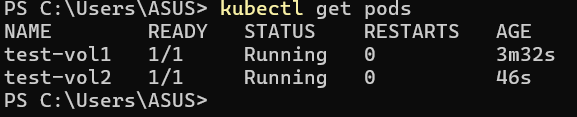 PS C:\Users\ASUS> kubectl get pods
NAME READY STATUS RESTARTS AGE
test-vol1 1/1 Running 0 3m32s
test-vol2 1/1 Running 0 46s
PS C:\Users\ASUS>